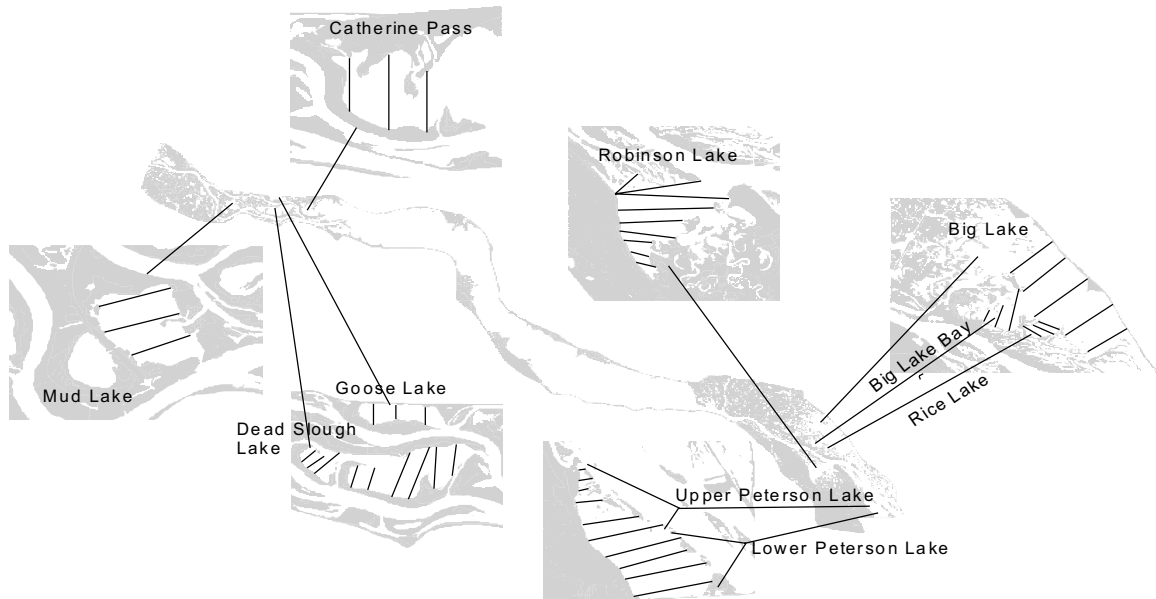 Catherine Pass
Robinson Lake
Big Lake
Mud Lake
Goose Lake
Dead Slough
Lake
Big Lake Bay
Rice Lake
Upper Peterson Lake
Lower Peterson Lake